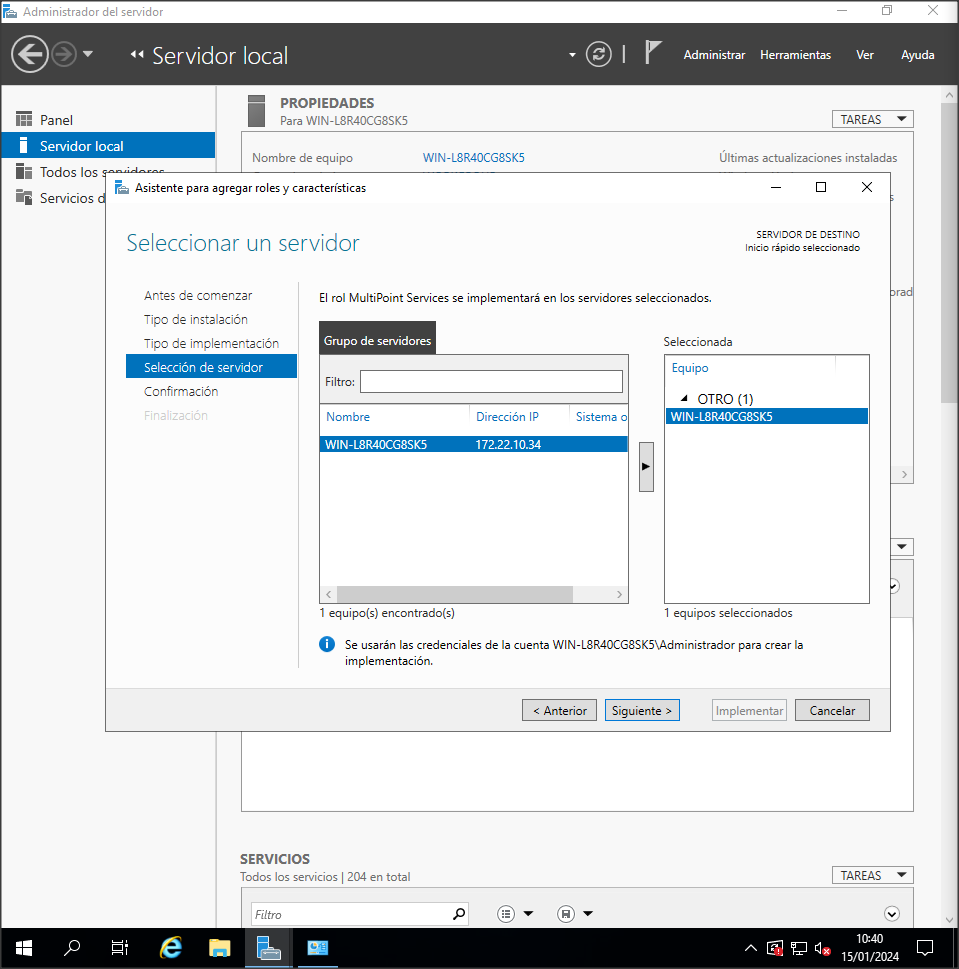 Administrador del servidor
Servidor local
Administrar Herramientas Ver Ayuda
Panel
Servidor local
Todos los servidores
Servicios d
PROPIEDADES
Para WIN-L8R40CG8SK5
TAREAS
Nombre de equipo WIN-L8R40CG8SK5 Últimas actualizaciones instaladas
Asistente para agregar roles y características
Seleccionar un servidor
SERVIDOR DE DESTINO
Inicio rápido seleccionado
Antes de comenzar
Tipo de instalación
Tipo de implementación
Selección de servidor
Confirmación
Finalización
El rol MultiPoint Services se implementará en los servidores seleccionados.
Grupo de servidores
Filtro:
Nombre Dirección IP Sistema o
WIN-L8R40CG8SK5 172.22.10.34
1 equipo(s) encontrado(s)
Seleccionada
Equipo
OTRO (1)
WIN-L8R40CG8SK5
1 equipos seleccionados
Se usarán las credenciales de la cuenta WIN-L8R40CG8SK5\Administrador para crear la
implementación.
< Anterior Siguiente > Implementar Cancelar
orad
SERVICIOS
Todos los servicios | 204 en total
TAREAS
Filtro
10:40
15/01/2024